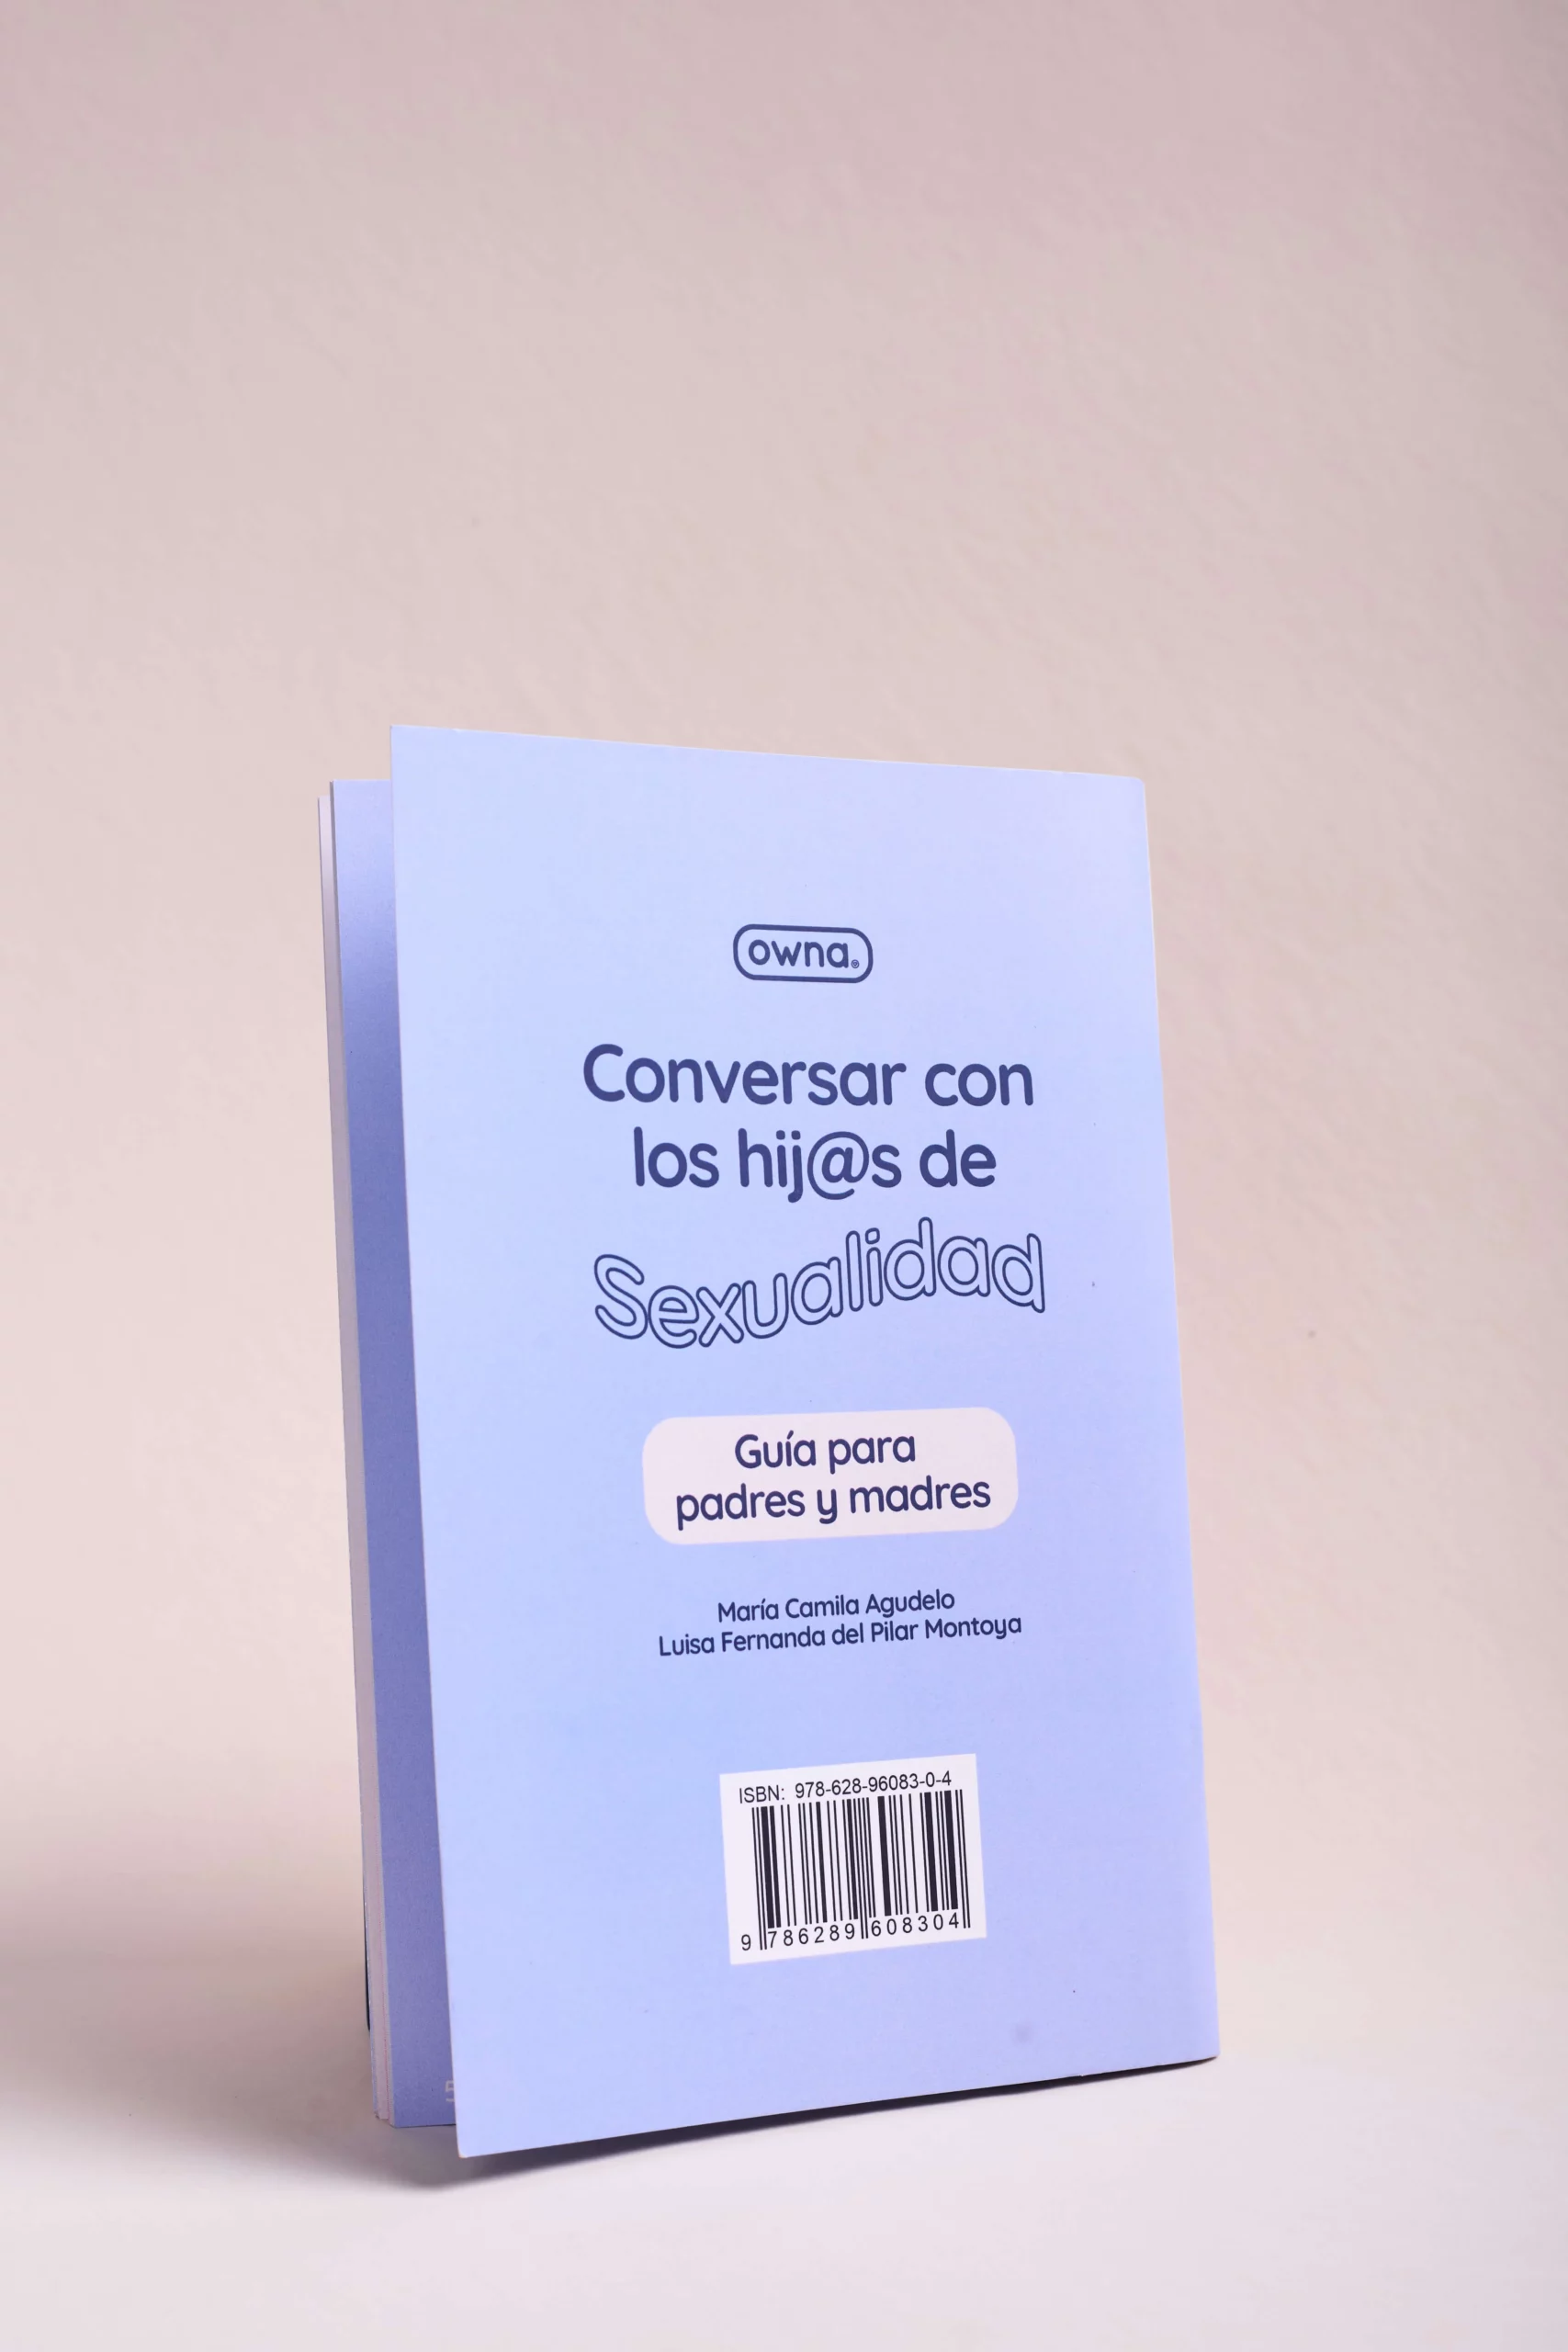 owna.®
Conversar con
los hij@s de
Sexualidad
Guía para
padres y madres
María Camila Agudelo
Luisa Fernanda del Pilar Montoya
ISBN: 978-628-96083-0-4
9 786289 608304